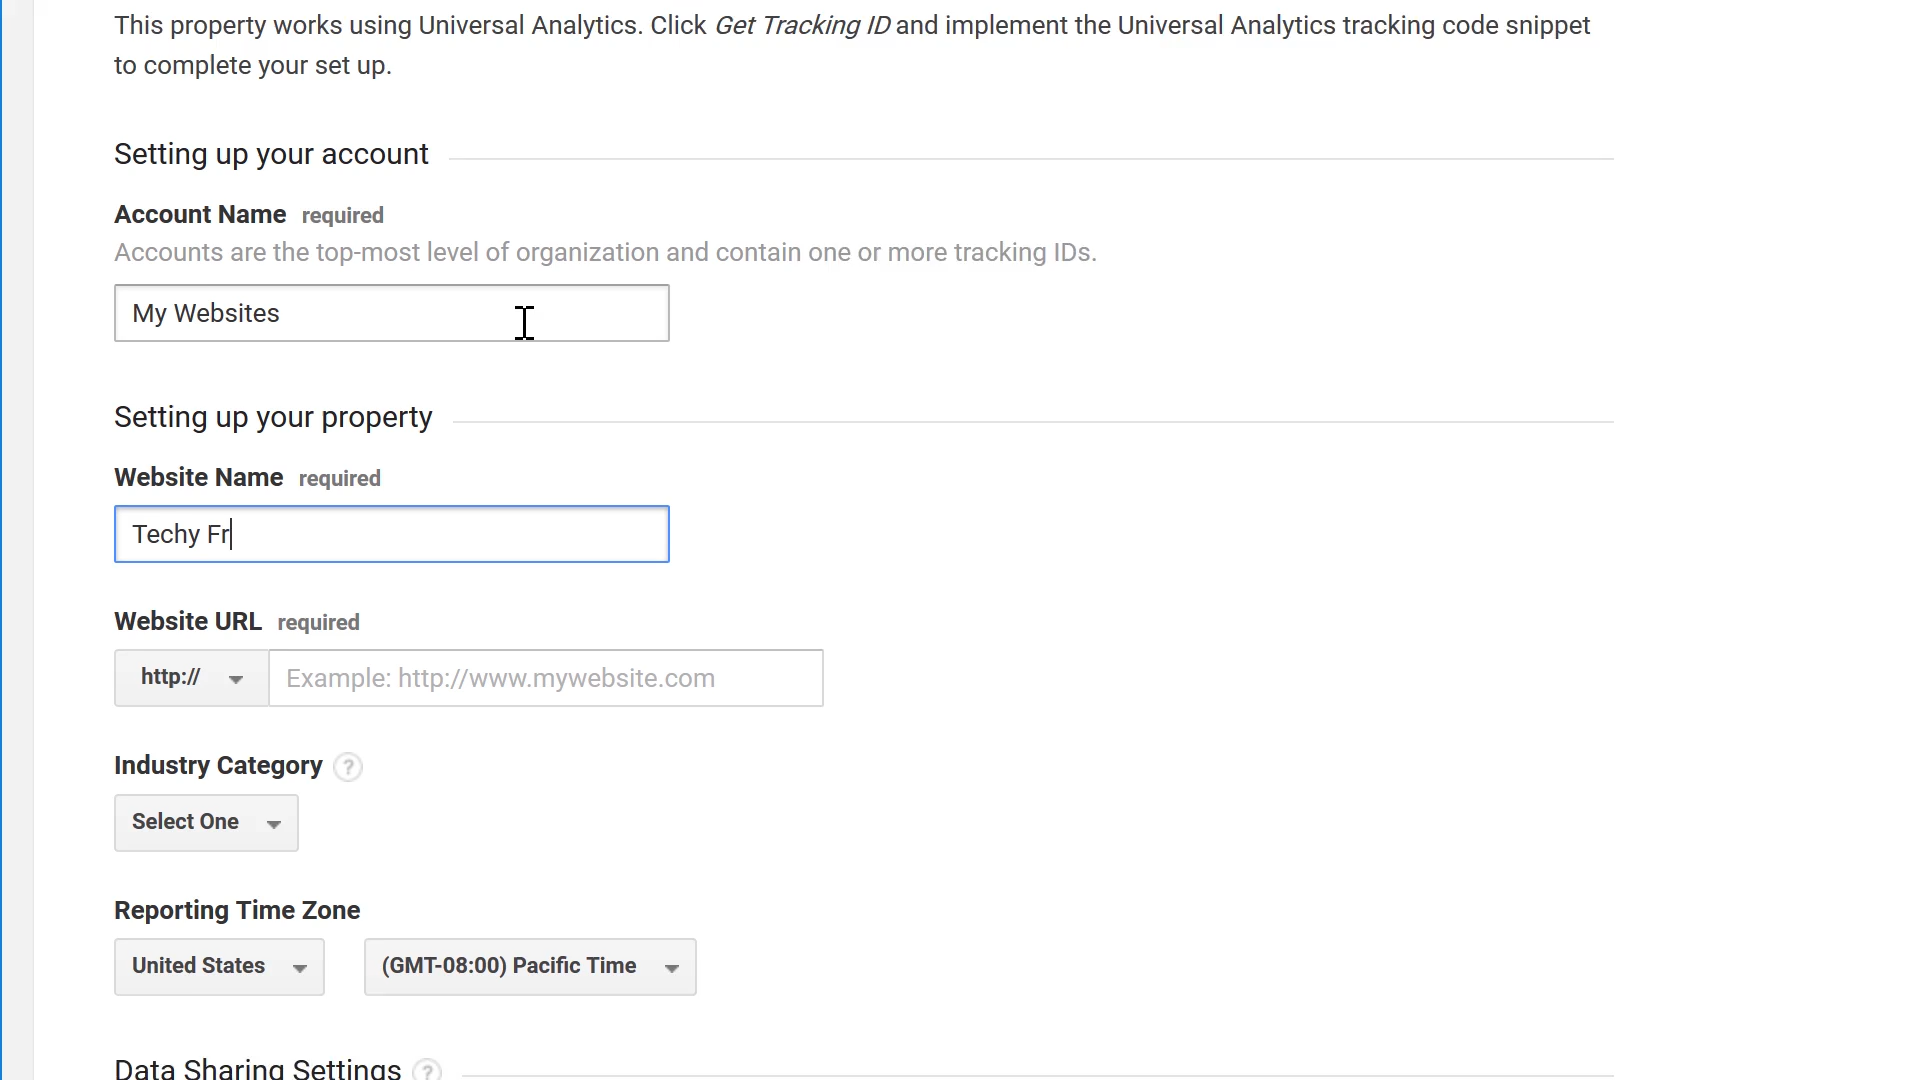 This property works using Universal Analytics. Click Get Tracking ID and implement the Universal Analytics tracking code snippet
to complete your set up.
Setting up your account
Account Name required
Accounts are the top-most level of organization and contain one or more tracking IDs.
My Websites
Setting up your property
Website Name required
Techy Fr
Website URL required
http:// Example: http://www.mywebsite.com
Industry Category ?
Select One
Reporting Time Zone
United States (GMT-08:00) Pacific Time
Data Sharing Settings ?